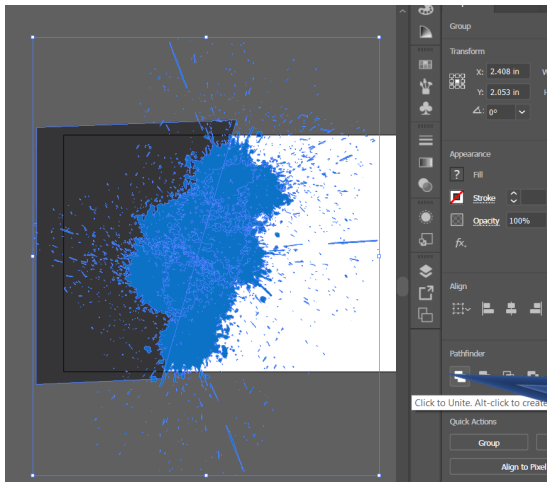 Group
Transform
X: 2.408 in
Y: 2.053 in
0°
Appearance
? Fill
Stroke
Opacity 100%
fx.
Align
Pathfinder
Click to Unite. Alt-click to create
Quick Actions
Group
Align to Pixel